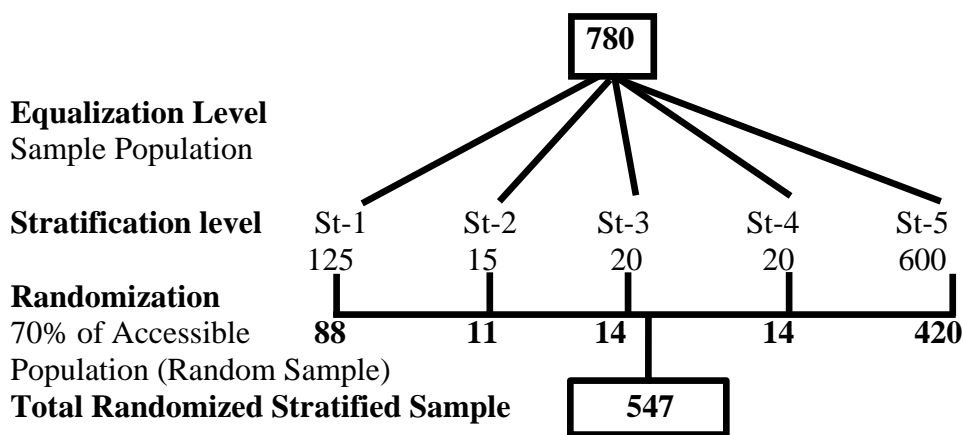 780
Equalization Level
Sample Population
Stratification level St-1 St-2 St-3 St-4 St-5
125 15 20 20 600
Randomization
70% of Accessible 88 11 14 14 420
Population (Random Sample)
Total Randomized Stratified Sample 547